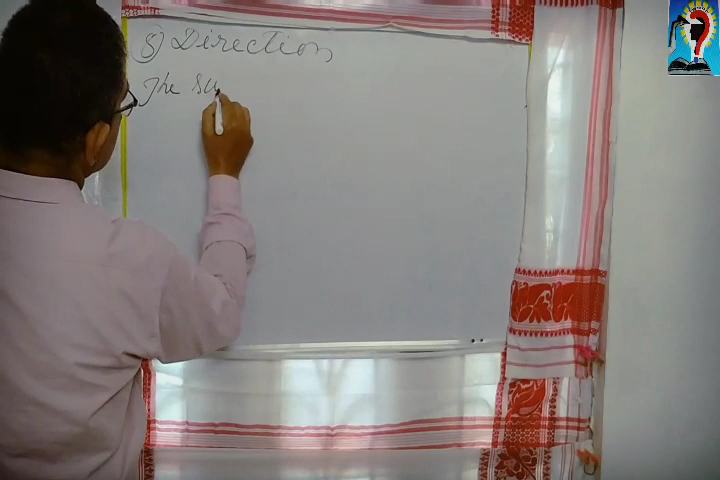 8) Direction
The su